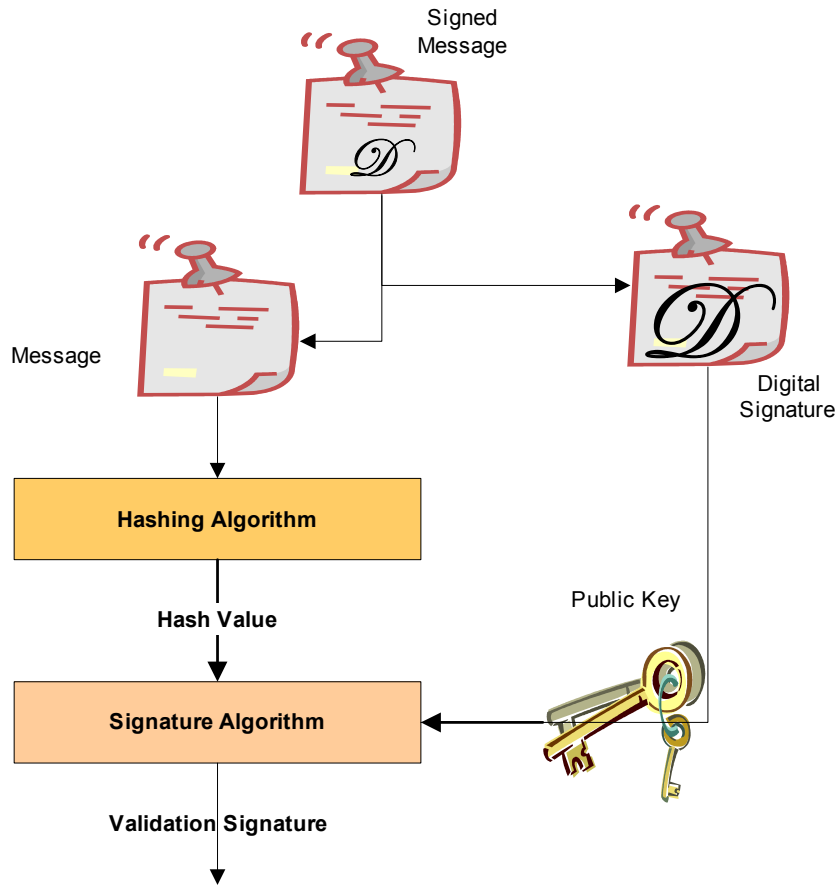 Signed
Message
Message
Digital
Signature
Hashing Algorithm
Hash Value
Public Key
Signature Algorithm
Validation Signature